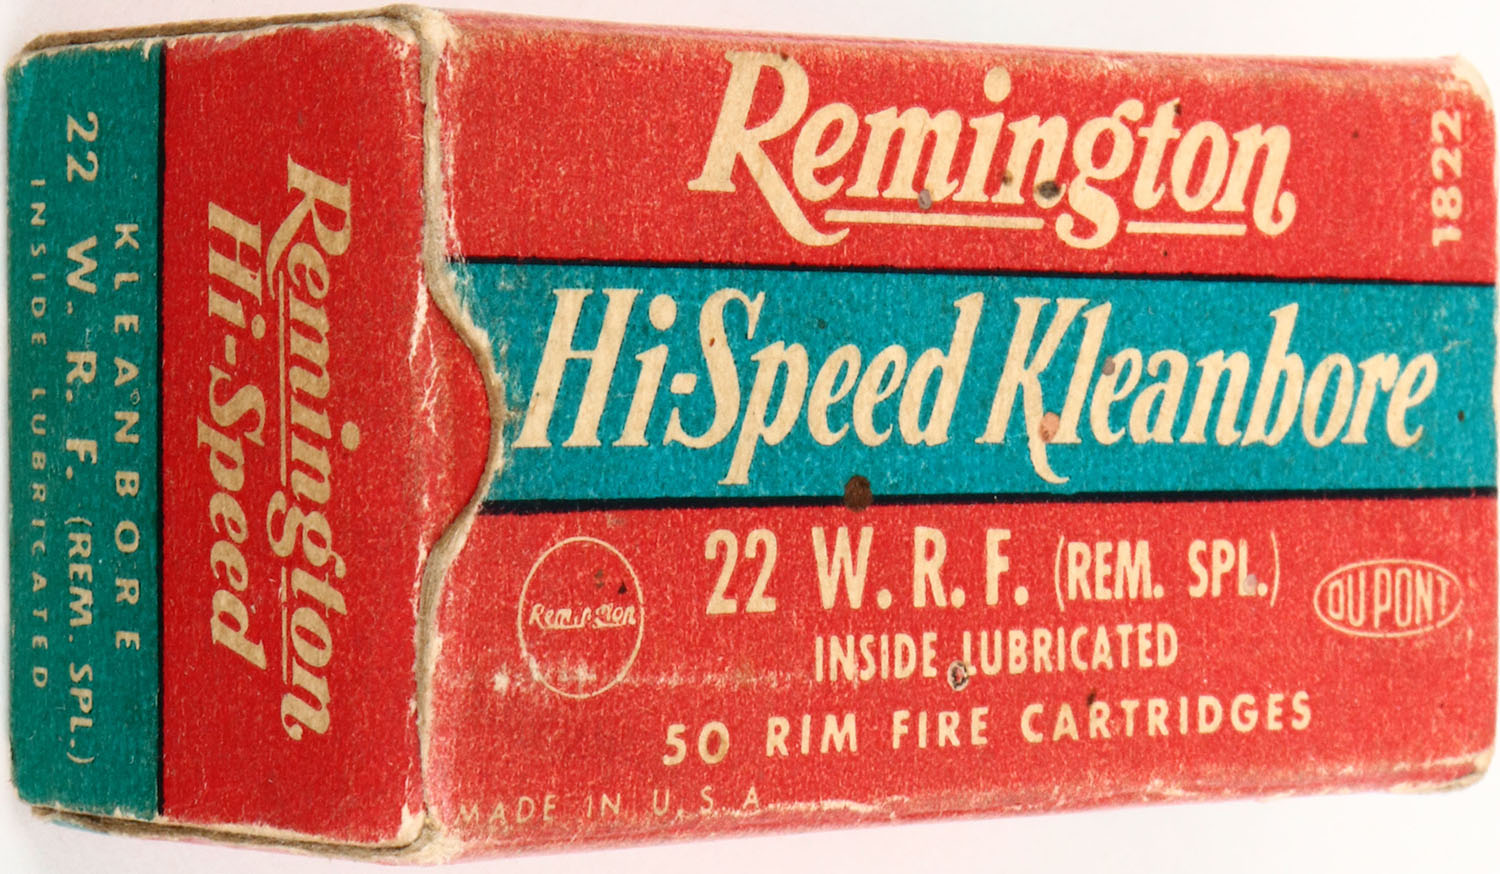 Remington
1822
Hi-Speed Kleanbore
22 W. R. F. (REM. SPL.)
INSIDE LUBRICATED
50 RIM FIRE CARTRIDGES
Remington
DU PONT
MADE IN U.S.A.
Remington
Hi-Speed
KLEANBORE
22 W. R. F. (REM. SPL.)
INSIDE LUBRICATED